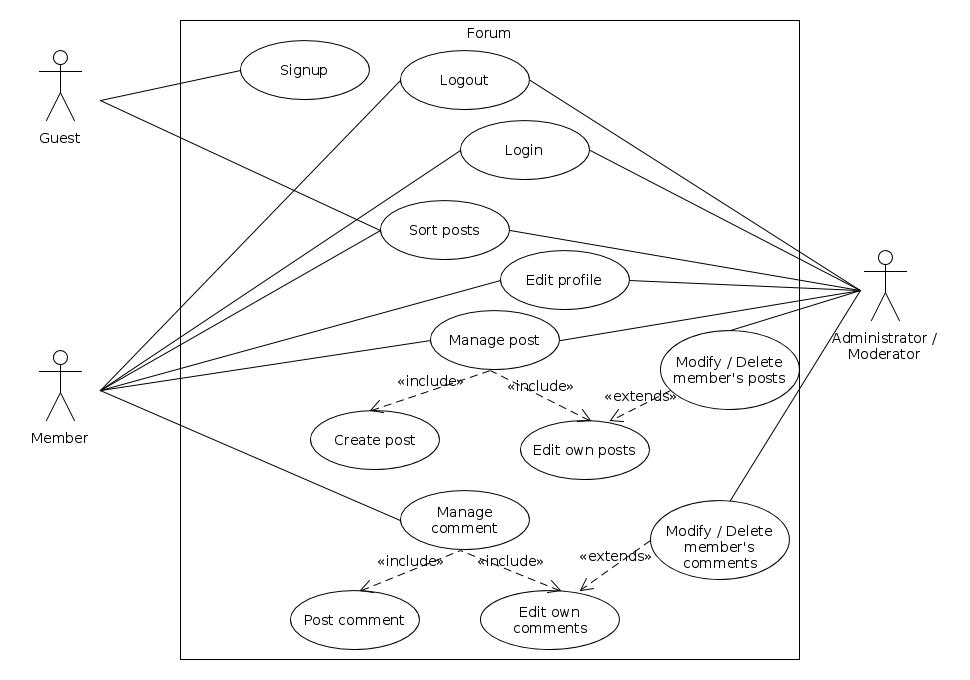 Forum
Signup
Logout
Guest
Login
Sort posts
Edit profile
Manage post
Administrator /
Moderator
Modify / Delete
member's posts
«include»
«include»
«extends»
Member
Create post
Edit own posts
Manage
comment
Modify / Delete
member's
comments
«include»
«include»
«extends»
Post comment
Edit own
comments